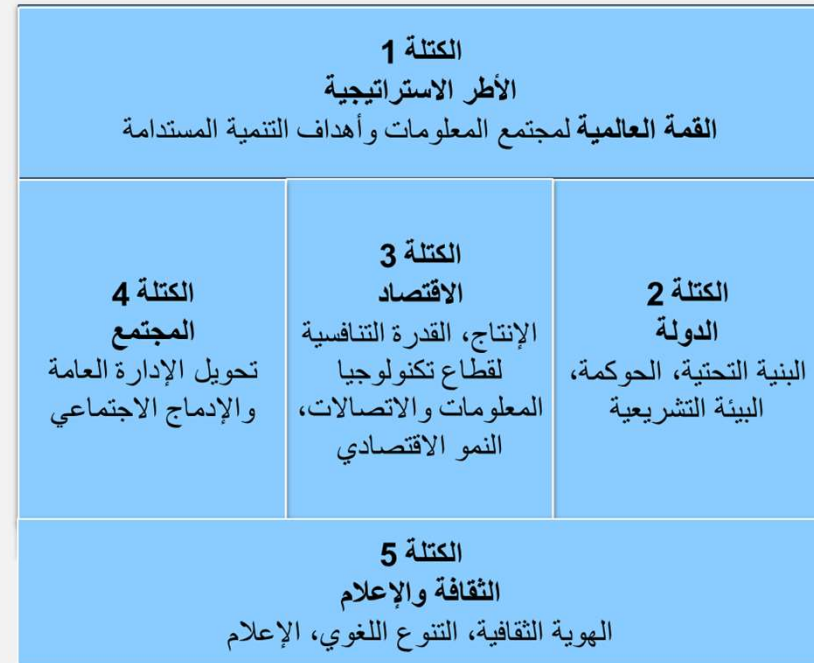 الكتلة 1
الأطر الاستراتيجية
القمة العالمية لمجتمع المعلومات وأهداف التنمية المستدامة
الكتلة 2
الدولة
البنية التحتية، الحوكمة،
البيئة التشريعية
الكتلة 3
الاقتصاد
الإنتاج، القدرة التنافسية
لقطاع تكنولوجيا
المعلومات والاتصالات،
النمو الاقتصادي
الكتلة 4
المجتمع
تحويل الإدارة العامة
والإدماج الاجتماعي
الكتلة 5
الثقافة والإعلام
الهوية الثقافية، التنوع اللغوي، الإعلام